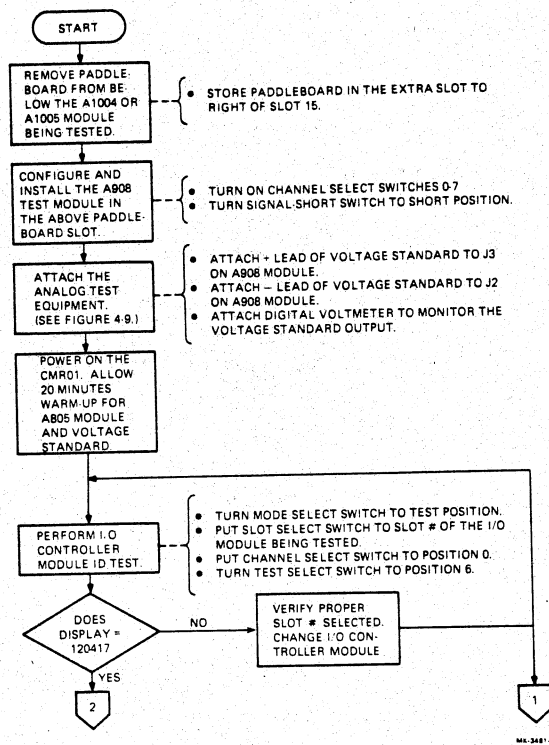 START
REMOVE PADDLE-
BOARD FROM BE-
LOW THE A1004 OR
A1005 MODULE
BEING TESTED.
• STORE PADDLEBOARD IN THE EXTRA SLOT TO
RIGHT OF SLOT 15.
CONFIGURE AND
INSTALL THE A908
TEST MODULE IN
THE ABOVE PADDLE-
BOARD SLOT.
• TURN ON CHANNEL SELECT SWITCHES 0-7
• TURN SIGNAL-SHORT SWITCH TO SHORT POSITION.
ATTACH THE
ANALOG TEST
EQUIPMENT.
(SEE FIGURE 4-9.)
• ATTACH + LEAD OF VOLTAGE STANDARD TO J3
ON A908 MODULE.
• ATTACH – LEAD OF VOLTAGE STANDARD TO J2
ON A908 MODULE.
• ATTACH DIGITAL VOLTMETER TO MONITOR THE
VOLTAGE STANDARD OUTPUT.
POWER ON THE
CMR01. ALLOW
20 MINUTES
WARM-UP FOR
A805 MODULE
AND VOLTAGE
STANDARD.
PERFORM I/O
CONTROLLER
MODULE ID TEST.
• TURN MODE SELECT SWITCH TO TEST POSITION.
• PUT SLOT SELECT SWITCH TO SLOT # OF THE I/O
MODULE BEING TESTED.
• PUT CHANNEL SELECT SWITCH TO POSITION 0.
• TURN TEST SELECT SWITCH TO POSITION 6.
DOES
DISPLAY =
120417
NO
VERIFY PROPER
SLOT # SELECTED.
CHANGE I/O CON-
TROLLER MODULE
YES
2
1